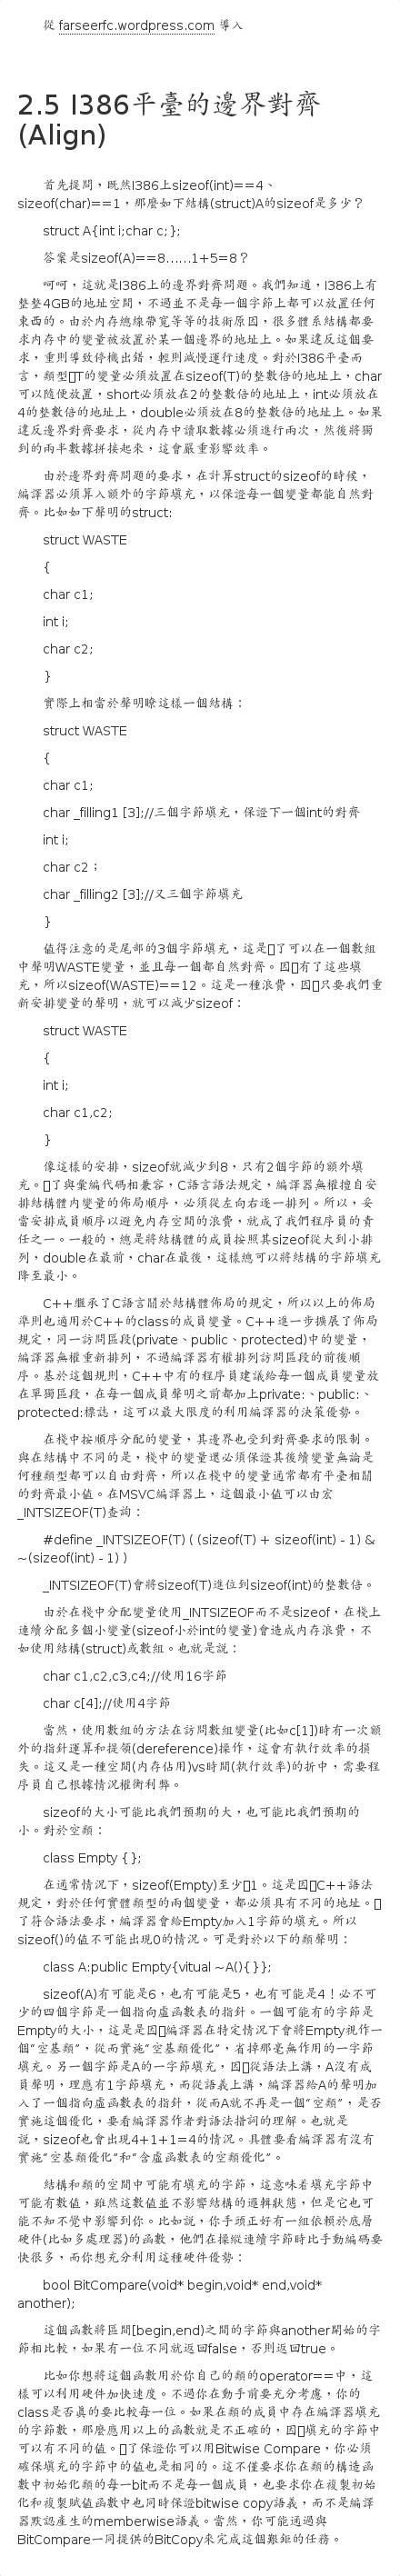 從 farseerfc.wordpress.com 導入
2.5 I386平臺的邊界對齊
(Align)
首先提問，既然I386上sizeof(int)==4、
sizeof(char)==1，那麼如下結構(struct)A的sizeof是多少？
struct A{int i;char c;};
答案是sizeof(A)==8……1+5=8？
呵呵，這就是I386上的邊界對齊問題。我們知道，I386上有
整整4GB的地址空間，不過並不是每一個字節上都可以放置任何
東西的。由於內存總線帶寬等等的技術原因，很多體系結構都要
求內存中的變量被放置於某一個邊界的地址上。如果違反這個要
求，重則導致停機出錯，輕則減慢運行速度。對於I386平臺而
言，類型▯T的變量必須放置在sizeof(T)的整數倍的地址上，char
可以隨便放置，short必須放在2的整數倍的地址上，int必須放在
4的整數倍的地址上，double必須放在8的整數倍的地址上。如果
違反邊界對齊要求，從內存中讀取數據必須進行兩次，然後將獨
到的兩半數據拼接起來，這會嚴重影響效率。
由於邊界對齊問題的要求，在計算struct的sizeof的時候，
編譯器必須算入額外的字節填充，以保證每一個變量都能自然對
齊。比如如下聲明的struct:
struct WASTE
{
char c1;
int i;
char c2;
}
實際上相當於聲明瞭這樣一個結構：
struct WASTE
{
char c1;
char _filling1 [3];//三個字節填充，保證下一個int的對齊
int i;
char c2；
char _filling2 [3];//又三個字節填充
}
值得注意的是尾部的3個字節填充，這是▯了可以在一個數組
中聲明WASTE變量，並且每一個都自然對齊。因▯有了這些填
充，所以sizeof(WASTE)==12。這是一種浪費，因▯只要我們重
新安排變量的聲明，就可以減少sizeof：
struct WASTE
{
int i;
char c1,c2;
}
像這樣的安排，sizeof就減少到8，只有2個字節的額外填
充。▯了與彙編代碼相兼容，C語言語法規定，編譯器無權擅自安
排結構體內變量的佈局順序，必須從左向右逐一排列。所以，妥
當安排成員順序以避免內存空間的浪費，就成了我們程序員的責
任之一。一般的，總是將結構體的成員按照其sizeof從大到小排
列，double在最前，char在最後，這樣總可以將結構的字節填充
降至最小。
C++繼承了C語言關於結構體佈局的規定，所以以上的佈局
準則也適用於C++的class的成員變量。C++進一步擴展了佈局
規定，同一訪問區段(private、public、protected)中的變量，
編譯器無權重新排列，不過編譯器有權排列訪問區段的前後順
序。基於這個規則，C++中有的程序員建議給每一個成員變量放
在單獨區段，在每一個成員聲明之前都加上private:、public:、
protected:標誌，這可以最大限度的利用編譯器的決策優勢。
在棧中按順序分配的變量，其邊界也受到對齊要求的限制。
與在結構中不同的是，棧中的變量還必須保證其後續變量無論是
何種類型都可以自由對齊，所以在棧中的變量通常都有平臺相關
的對齊最小值。在MSVC編譯器上，這個最小值可以由宏
_INTSIZEOF(T)查詢：
#define _INTSIZEOF(T) ( (sizeof(T) + sizeof(int) - 1) &
~(sizeof(int) - 1) )
_INTSIZEOF(T)會將sizeof(T)進位到sizeof(int)的整數倍。
由於在棧中分配變量使用_INTSIZEOF而不是sizeof，在棧上
連續分配多個小變量(sizeof小於int的變量)會造成內存浪費，不
如使用結構(struct)或數組。也就是說：
char c1,c2,c3,c4;//使用16字節
char c[4];//使用4字節
當然，使用數組的方法在訪問數組變量(比如c[1])時有一次額
外的指針運算和提領(dereference)操作，這會有執行效率的損
失。這又是一種空間(內存佔用)vs時間(執行效率)的折中，需要程
序員自己根據情況權衡利弊。
sizeof的大小可能比我們預期的大，也可能比我們預期的
小。對於空類：
class Empty {};
在通常情況下，sizeof(Empty)至少▯1。這是因▯C++語法
規定，對於任何實體類型的兩個變量，都必須具有不同的地址。▯
了符合語法要求，編譯器會給Empty加入1字節的填充。所以
sizeof()的值不可能出現0的情況。可是對於以下的類聲明：
class A:public Empty{vitual ~A(){}};
sizeof(A)有可能是6，也有可能是5，也有可能是4！必不可
少的四個字節是一個指向虛函數表的指針。一個可能有的字節是
Empty的大小，這是是因▯編譯器在特定情況下會將Empty視作一
個“空基類”，從而實施“空基類優化”，省掉那毫無作用的一字節
填充。另一個字節是A的一字節填充，因▯從語法上講，A沒有成
員聲明，理應有1字節填充，而從語義上講，編譯器給A的聲明加
入了一個指向虛函數表的指針，從而A就不再是一個“空類”，是否
實施這個優化，要看編譯器作者對語法措詞的理解。也就是
說，sizeof也會出現4+1+1=4的情況。具體要看編譯器有沒有
實施“空基類優化”和“含虛函數表的空類優化”。
結構和類的空間中可能有填充的字節，這意味着填充字節中
可能有數值，雖然這數值並不影響結構的邏輯狀態，但是它也可
能不知不覺中影響到你。比如說，你手頭正好有一組依賴於底層
硬件(比如多處理器)的函數，他們在操縱連續字節時比手動編碼要
快很多，而你想充分利用這種硬件優勢：
bool BitCompare(void* begin,void* end,void*
another);
這個函數將區間[begin,end)之間的字節與another開始的字
節相比較，如果有一位不同就返回false，否則返回true。
比如你想將這個函數用於你自己的類的operator==中，這
樣可以利用硬件加快速度。不過你在動手前要充分考慮，你的
class是否真的要比較每一位。如果在類的成員中存在編譯器填充
的字節數，那麼應用以上的函數就是不正確的，因▯填充的字節中
可以有不同的值。▯了保證你可以用Bitwise Compare，你必須
確保填充的字節中的值也是相同的。這不僅要求你在類的構造函
數中初始化類的每一bit而不是每一個成員，也要求你在複製初始
化和複製賦值函數中也同時保證bitwise copy語義，而不是編譯
器默認產生的memberwise語義。當然，你可能通過與
BitCompare一同提供的BitCopy來完成這個艱鉅的任務。